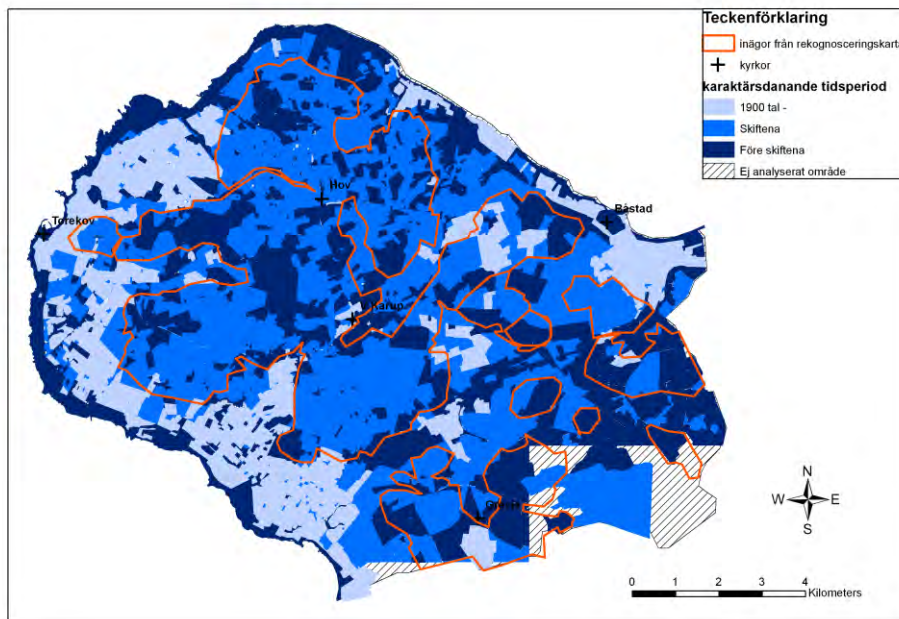 Teckenförklaring
inägor från rekognosceringskarta
kyrkor
karaktärsdanande tidsperiod
1900 tal -
Skiftena
Före skiftena
Ej analyserat område
Hov
Torekov
Båstad
Karup
N
W E
S
0 1 2 3 4
Kilometers